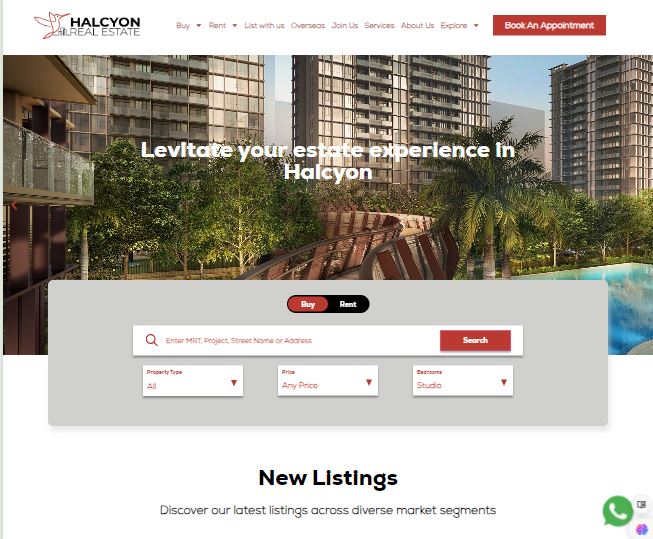 HALCYON
REAL ESTATE
Buy Rent List with us Overseas Join Us Services About Us Explore
Book An Appointment
Levitate your estate experience in
Halcyon
Buy Rent
Enter MRT, Project, Street Name or Address
Search
Property Type
All
Price
Any Price
Bedrooms
Studio
New Listings
Discover our latest listings across diverse market segments